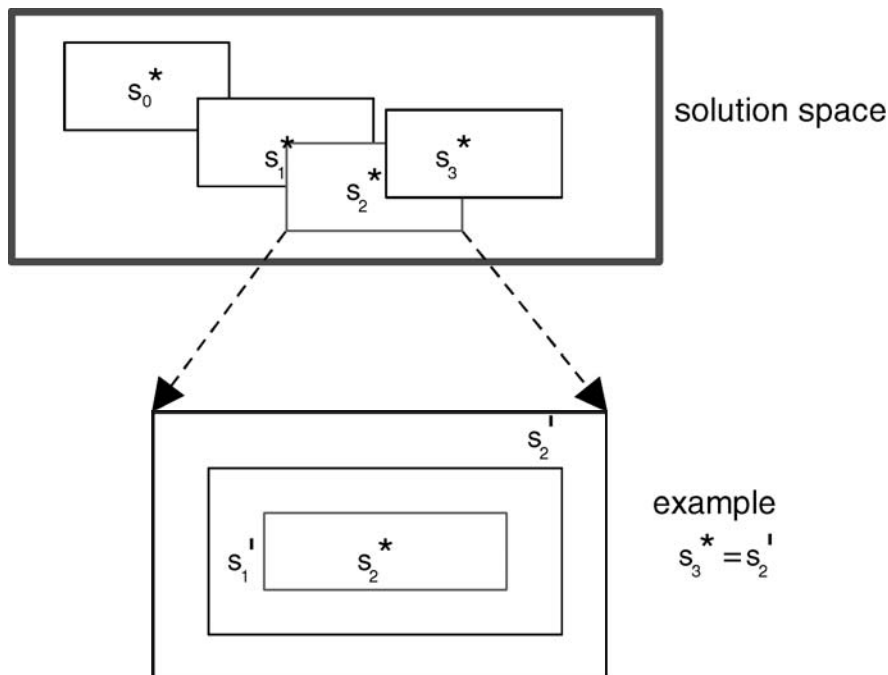 s₀*
s₁*
s₂*
s₃*
solution space
s₂'
s₁'
s₂*
example
s₃* = s₂'